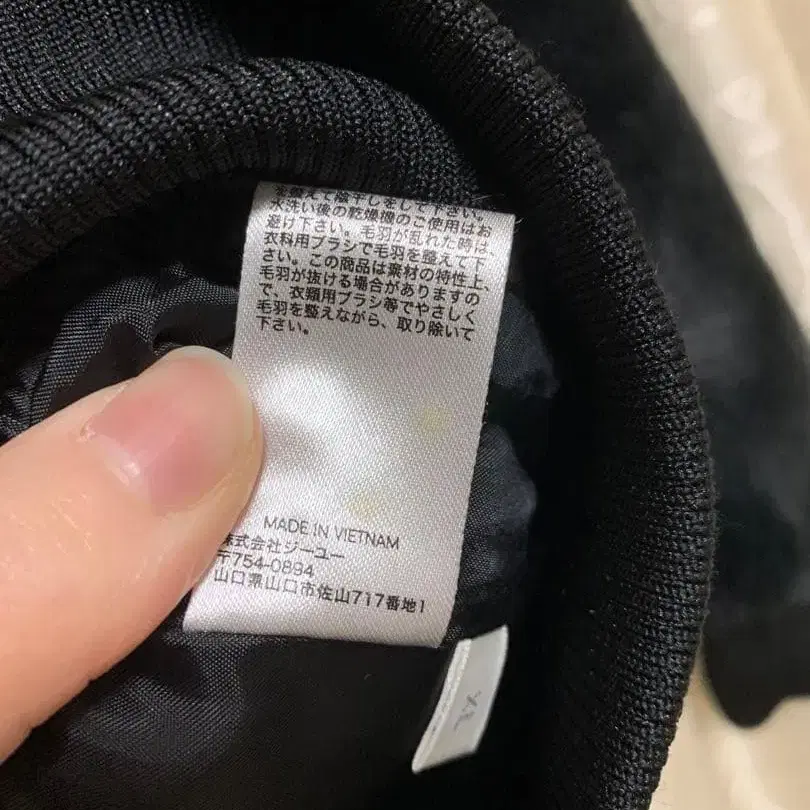 を整えて陰干しをして下さい。
水洗い後の乾燥機のご使用はお
避け下さい。毛羽が乱れた時は、
衣料用ブラシで毛羽を整えて下
さい。この商品は素材の特性上、
毛羽が抜ける場合がありますの
で、衣類用ブラシ等でやさしく
毛羽を整えながら、取り除いて
下さい。
MADE IN VIETNAM
株式会社ジーユー
〒754-0894
山口県山口市佐山717番地1
XL